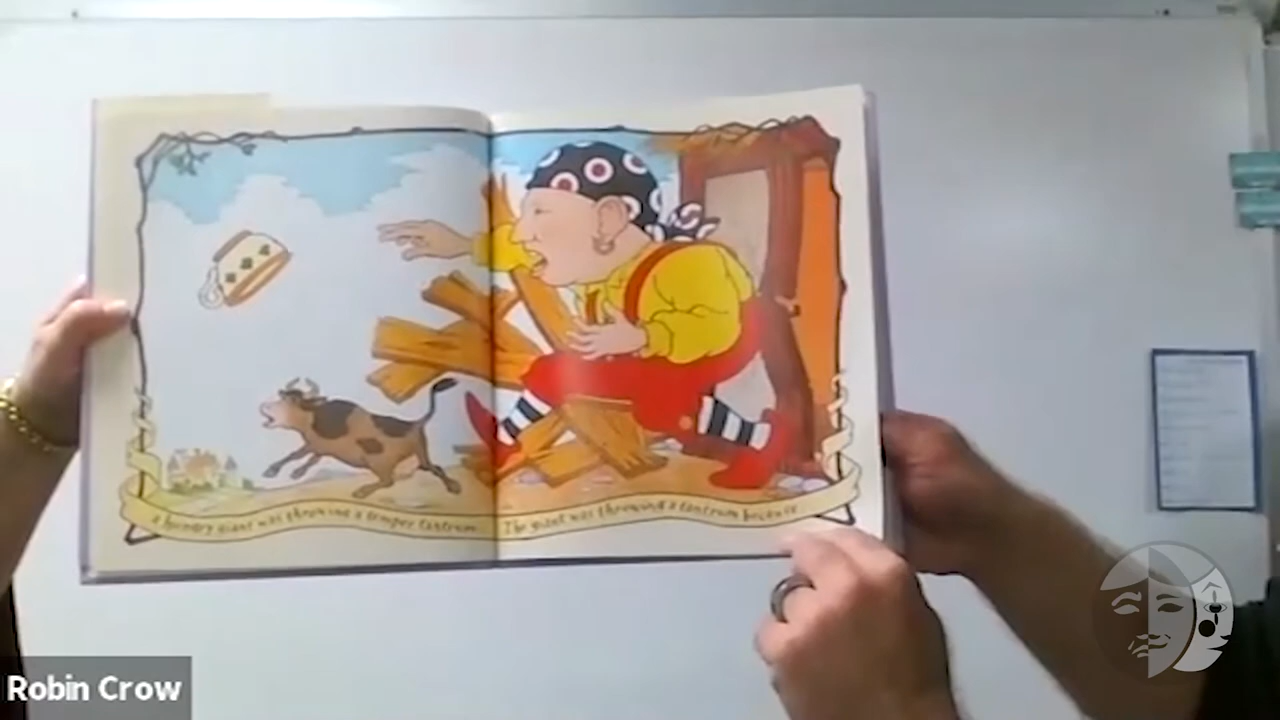 a hungry giant was throwing a temper tantrum.
The giant was throwing a tantrum because...
Robin Crow